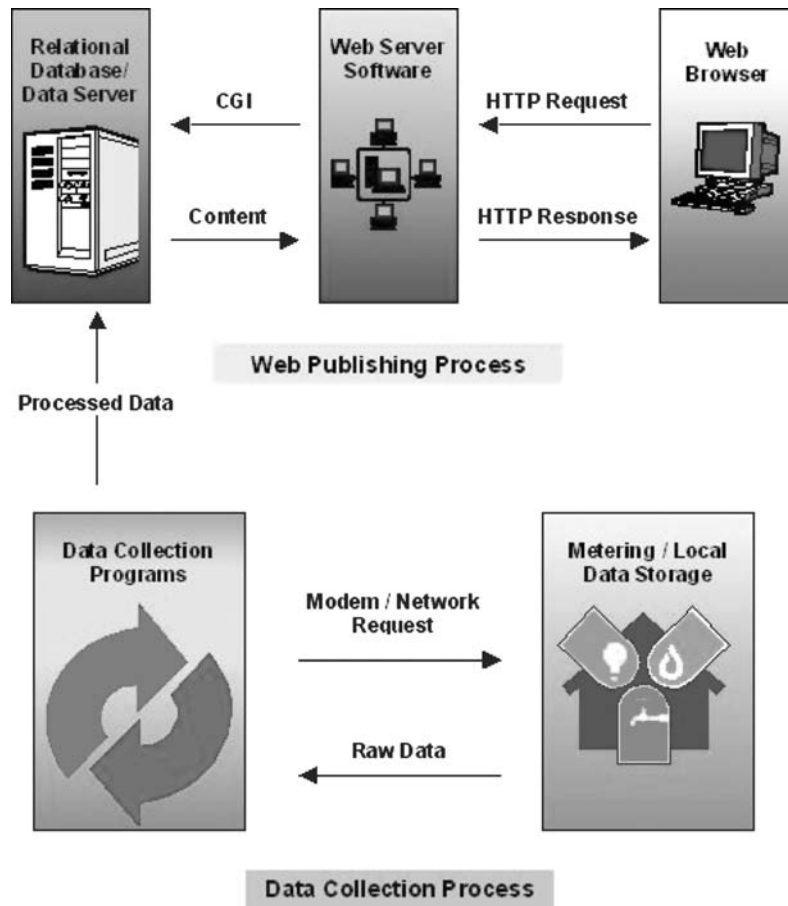 Relational
Database/
Data Server
Web Server
Software
Web
Browser
CGI
HTTP Request
Content
HTTP Response
Web Publishing Process
Processed Data
Data Collection
Programs
Metering / Local
Data Storage
Modem / Network
Request
Raw Data
Data Collection Process